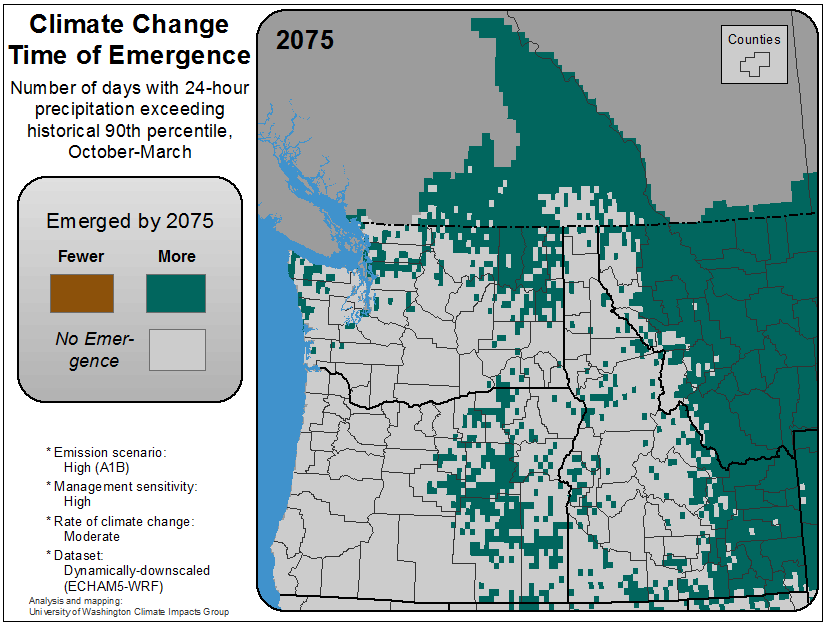 Climate Change
Time of Emergence
Number of days with 24-hour
precipitation exceeding
historical 90th percentile,
October-March
Emerged by 2075
Fewer
More
No Emer-
gence
* Emission scenario:
High (A1B)
* Management sensitivity:
High
* Rate of climate change:
Moderate
* Dataset:
Dynamically-downscaled
(ECHAM5-WRF)
Analysis and mapping:
University of Washington Climate Impacts Group
2075
Counties